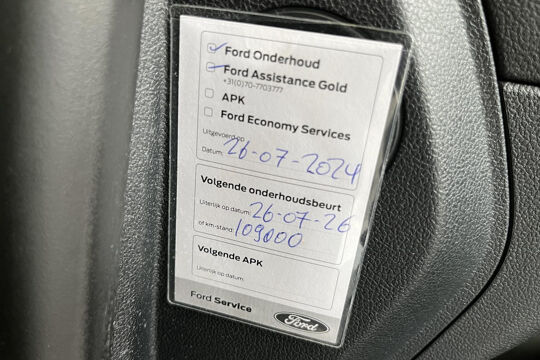 Ford Onderhoud
Ford Assistance Gold
+31(0)70-7703777
APK
Ford Economy Services
Uitgevoerd op
Datum: 26-07-2024
Volgende onderhoudsbeurt
Uiterlijk op datum: 26-07-26
of km-stand: 109000
Volgende APK
Uiterlijk op datum:
Ford Service
Ford